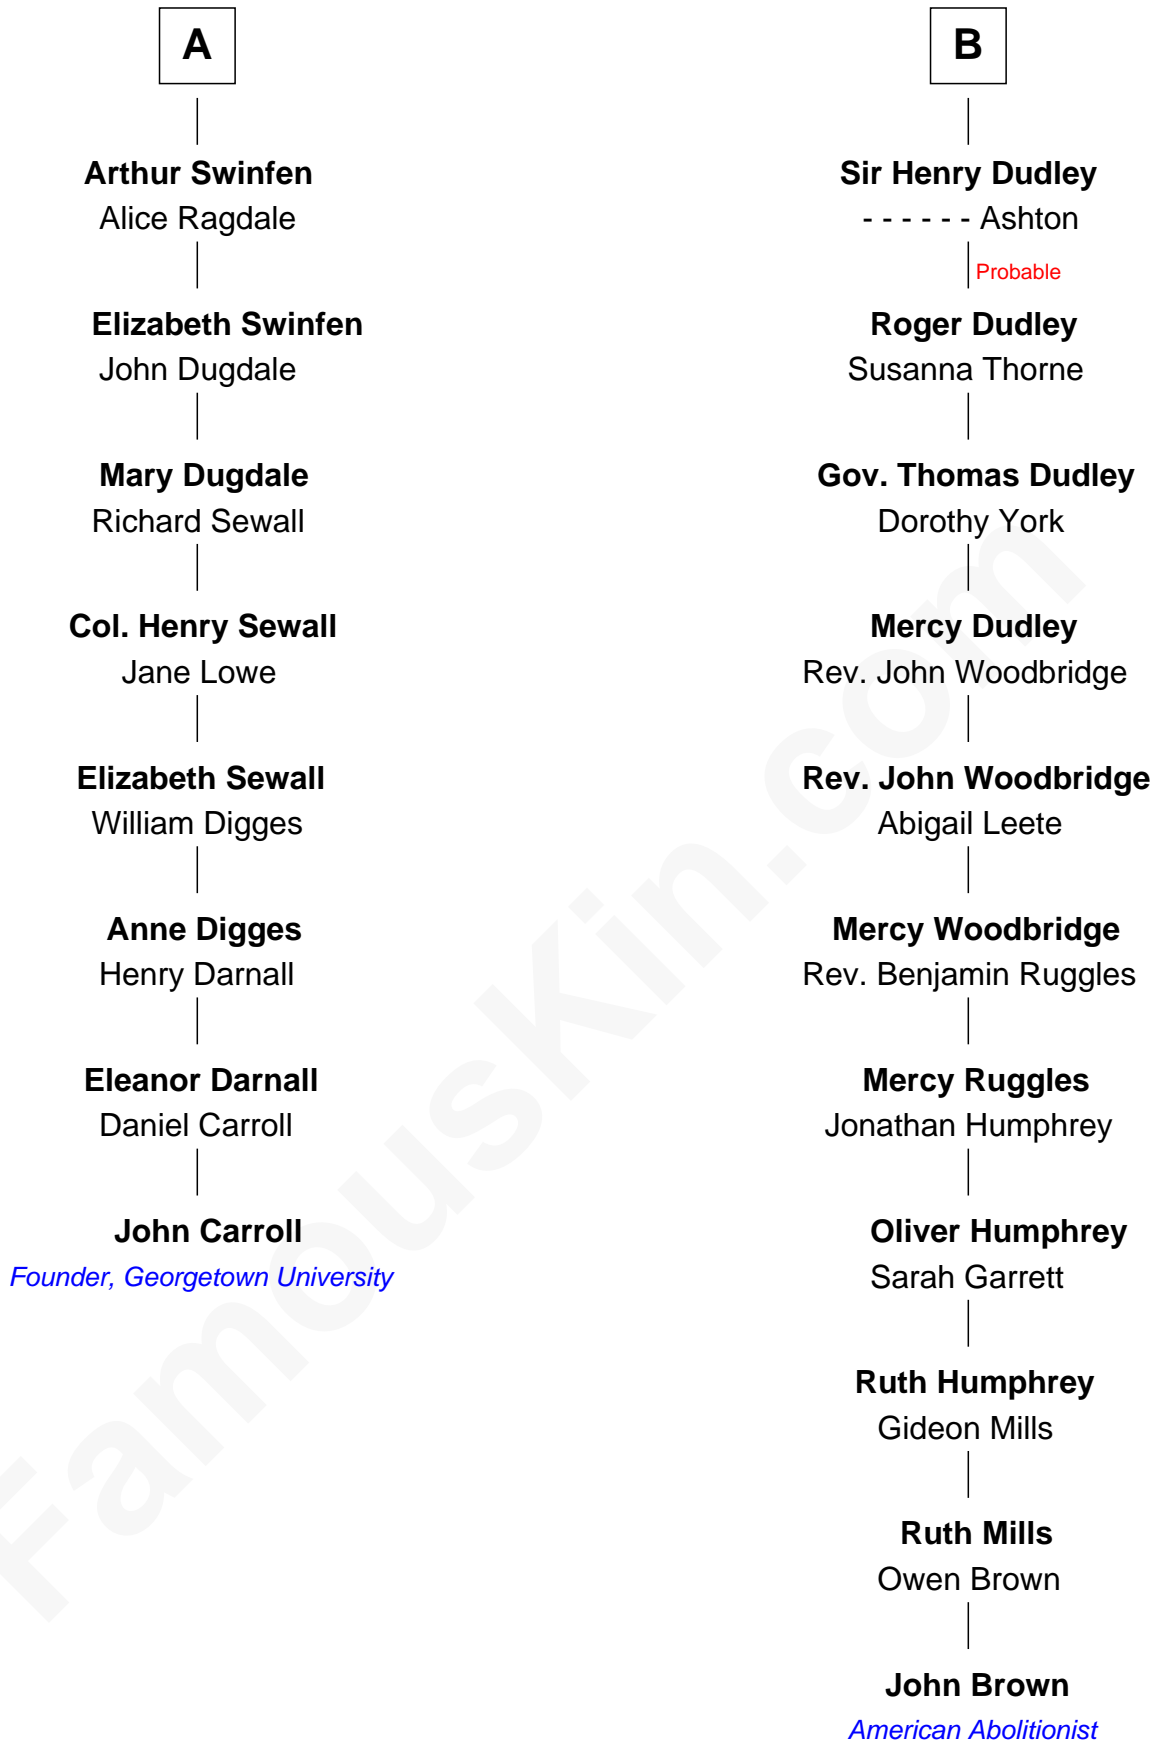 A
Arthur Swinfen
Alice Ragdale
Elizabeth Swinfen
John Dugdale
Mary Dugdale
Richard Sewall
Col. Henry Sewall
Jane Lowe
Elizabeth Sewall
William Digges
Anne Digges
Henry Darnall
Eleanor Darnall
Daniel Carroll
John Carroll
Founder, Georgetown University
B
Sir Henry Dudley
- - - - - - Ashton
Probable
Roger Dudley
Susanna Thorne
Gov. Thomas Dudley
Dorothy York
Mercy Dudley
Rev. John Woodbridge
Rev. John Woodbridge
Abigail Leete
Mercy Woodbridge
Rev. Benjamin Ruggles
Mercy Ruggles
Jonathan Humphrey
Oliver Humphrey
Sarah Garrett
Ruth Humphrey
Gideon Mills
Ruth Mills
Owen Brown
John Brown
American Abolitionist
FamousKin.com